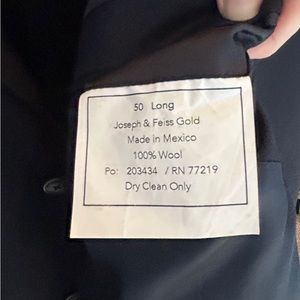 50 Long
Joseph & Feiss Gold
Made in Mexico
100% Wool
Po: 203434 / RN 77219
Dry Clean Only